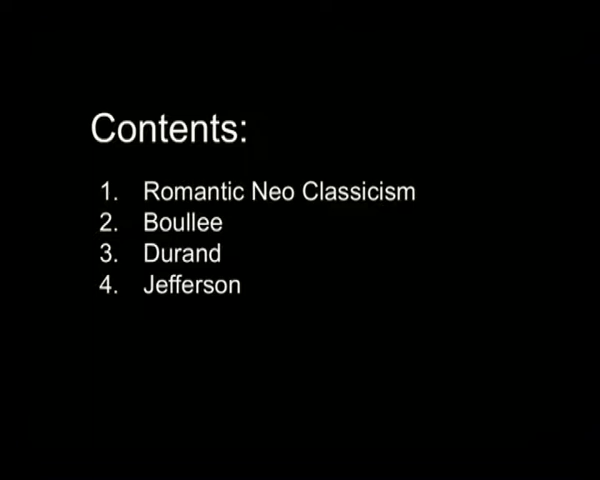 Contents:
1. Romantic Neo Classicism
2. Boullee
3. Durand
4. Jefferson